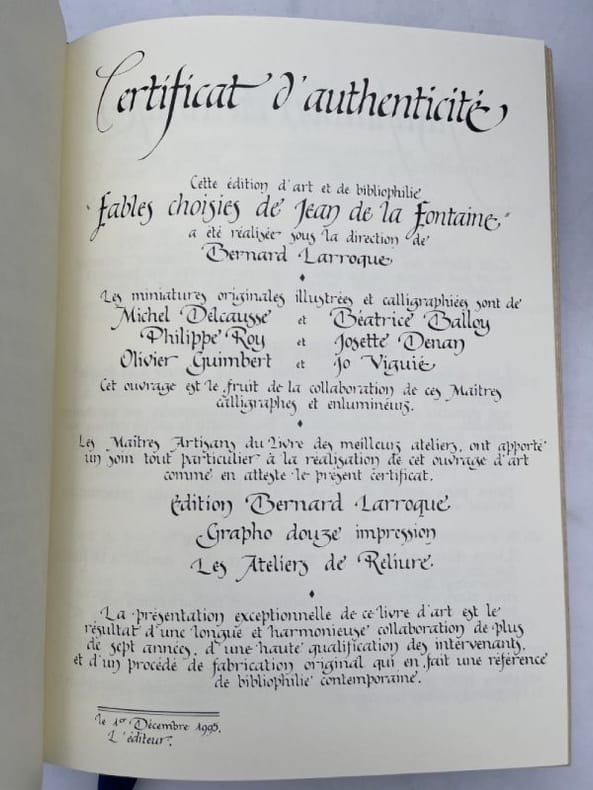 Certificat d'authenticité
Cette édition d'art et de bibliophilie
"Fables choisies de Jean de la Fontaine"
a été réalisée sous la direction de
Bernard Larroque
Les miniatures originales illustrées et calligraphiées sont de
Michel Delcausse et Béatrice Balloy
Philippe Roy et Josette Denan
Olivier Guimbert et Jo Viguié
Cet ouvrage est le fruit de la collaboration de ces Maîtres
calligraphes et enlumineurs.
Les Maîtres Artisans du Livre des meilleurs ateliers, ont apporté
un soin tout particulier à la réalisation de cet ouvrage d'art
comme en atteste le présent certificat.
Édition Bernard Larroque
Grapho douze impression
Les Ateliers de Reliure.
La présentation exceptionnelle de ce livre d'art est le
résultat d'une longue et harmonieuse collaboration de plus
de sept années, d'une haute qualification des intervenants,
et d'un procédé de fabrication original qui en fait une référence
de bibliophilie contemporaine.
le 1er Décembre 1995.
L'éditeur.